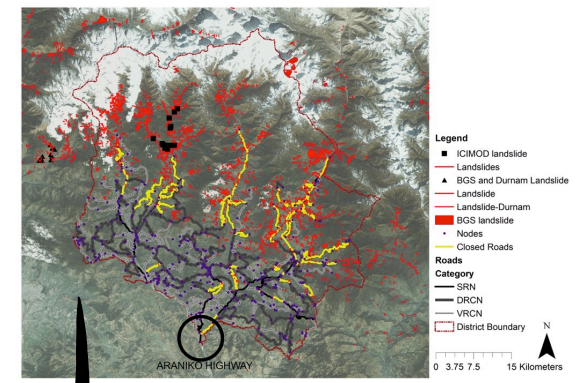 Legend
ICIMOD landslide
Landslides
BGS and Durnam Landslide
Landslide
Landslide-Durnam
BGS landslide
Nodes
Closed Roads
Roads
Category
SRN
DRCN
VRCN
District Boundary
N
0 3.75 7.5 15 Kilometers
ARANIKO HIGHWAY